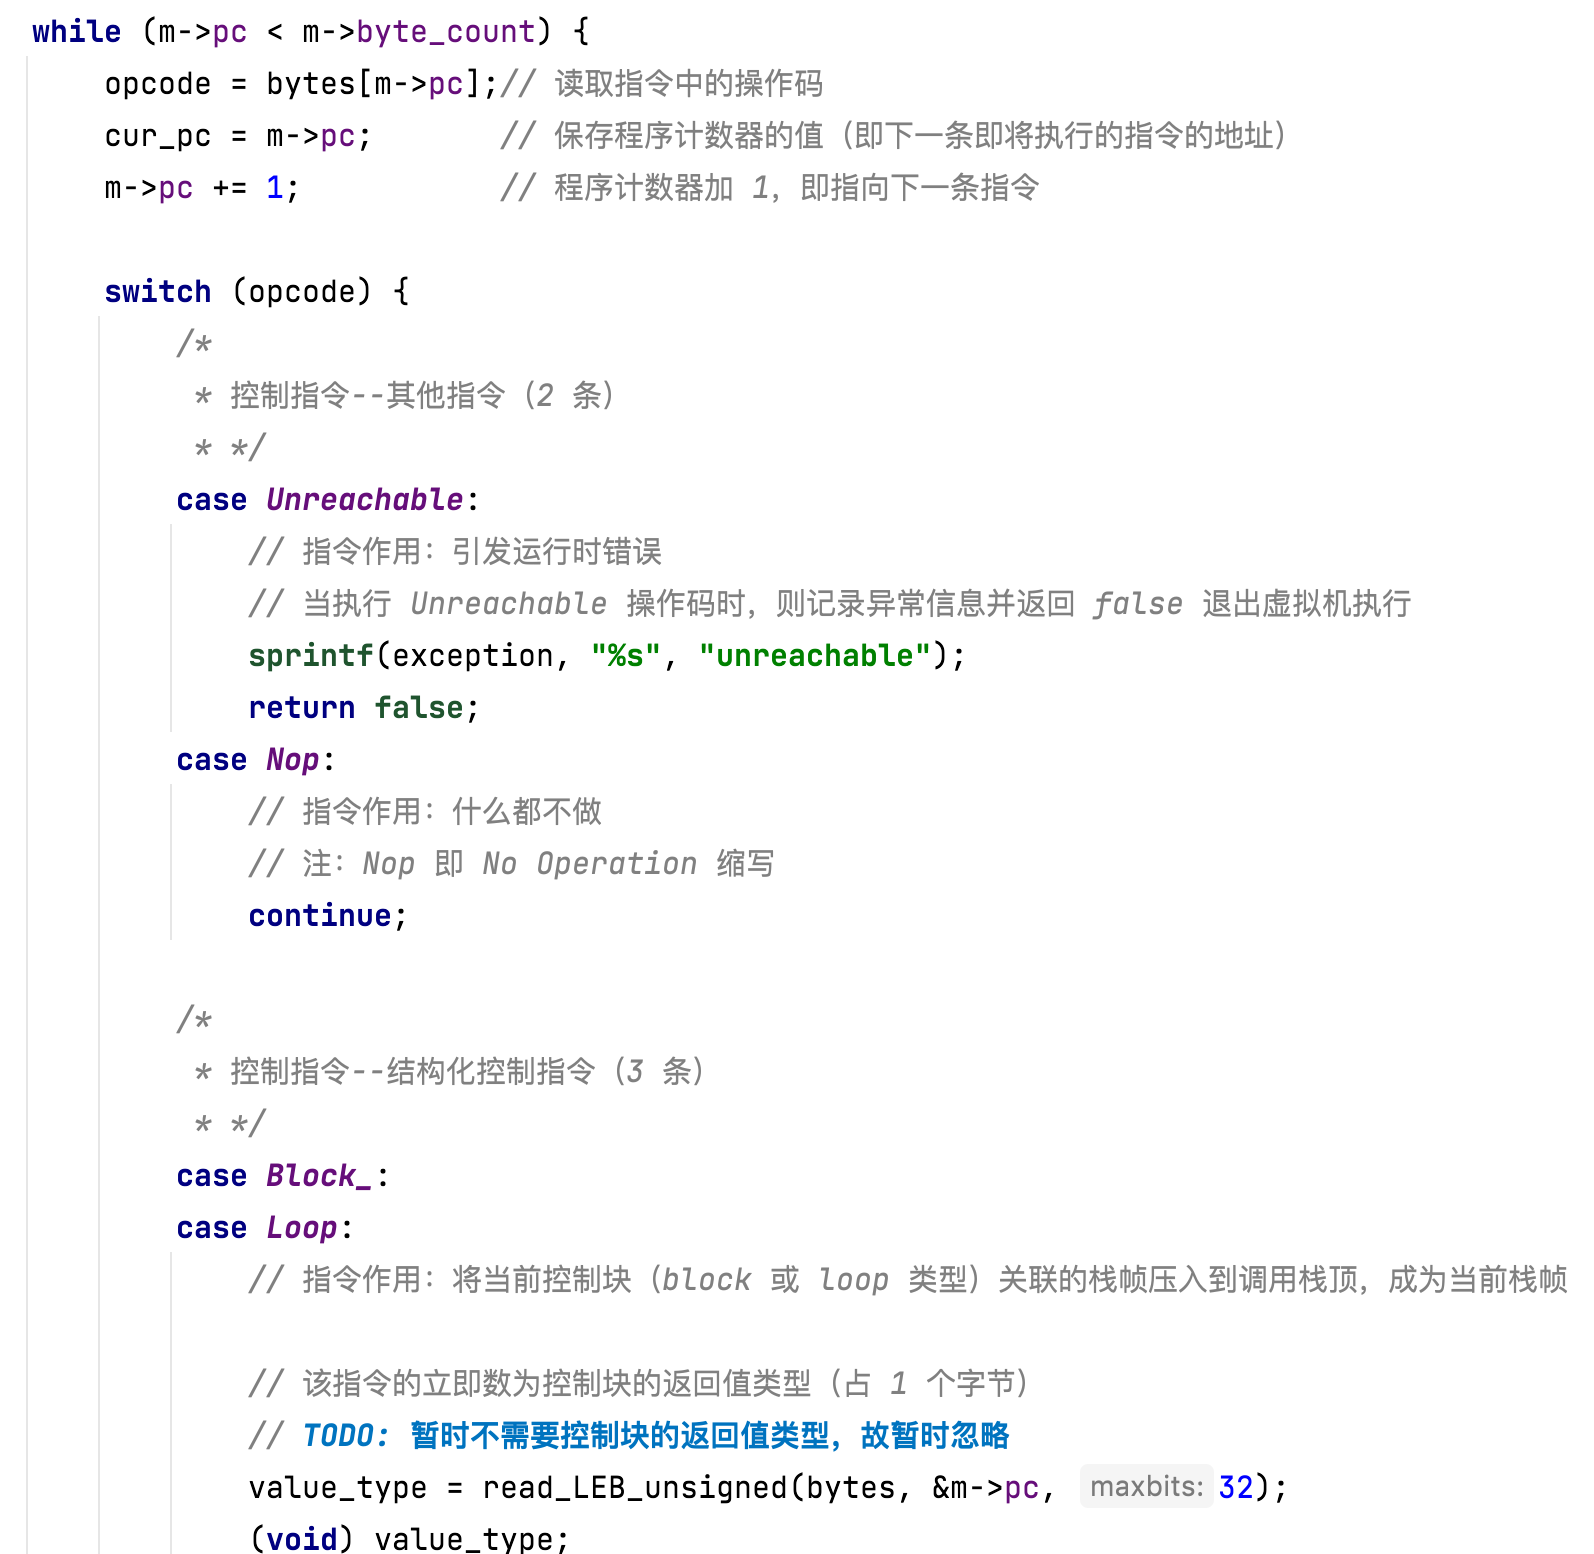 while (m->pc < m->byte_count) {
opcode = bytes[m->pc];// 读取指令中的操作码
cur_pc = m->pc;       // 保存程序计数器的值（即下一条即将执行的指令的地址）
m->pc += 1;           // 程序计数器加 1，即指向下一条指令
switch (opcode) {
/*
* 控制指令--其他指令（2 条）
* */
case Unreachable:
// 指令作用：引发运行时错误
// 当执行 Unreachable 操作码时，则记录异常信息并返回 false 退出虚拟机执行
sprintf(exception, "%s", "unreachable");
return false;
case Nop:
// 指令作用：什么都不做
// 注：Nop 即 No Operation 缩写
continue;
/*
* 控制指令--结构化控制指令（3 条）
* */
case Block_:
case Loop:
// 指令作用：将当前控制块（block 或 loop 类型）关联的栈帧压入到调用栈顶，成为当前栈帧
// 该指令的立即数为控制块的返回值类型（占 1 个字节）
// TODO: 暂时不需要控制块的返回值类型，故暂时忽略
value_type = read_LEB_unsigned(bytes, &m->pc, maxbits: 32);
(void) value_type;